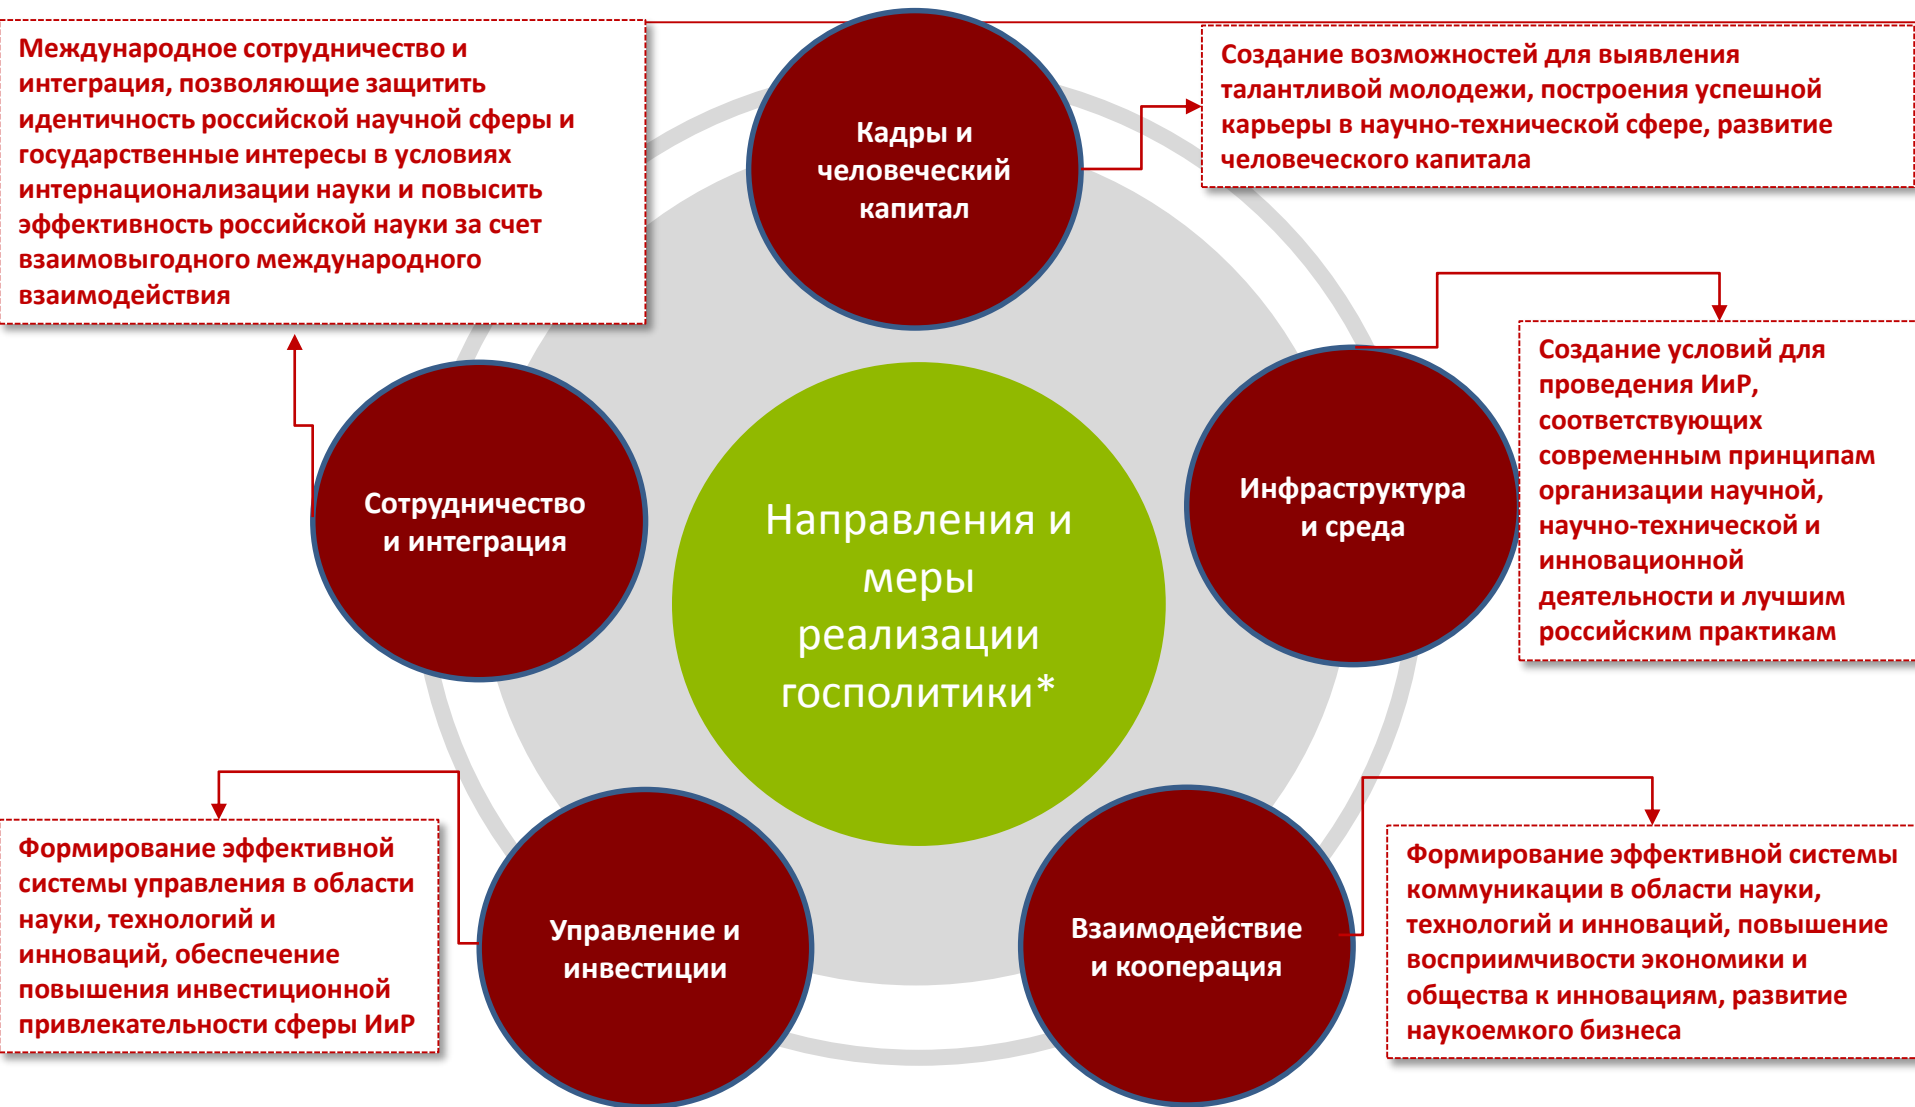 Международное сотрудничество и
интеграция, позволяющие защитить
идентичность российской научной сферы и
государственные интересы в условиях
интернационализации науки и повысить
эффективность российской науки за счет
взаимовыгодного международного
взаимодействия
Кадры и
человеческий
капитал
Создание возможностей для выявления
талантливой молодежи, построения успешной
карьеры в научно-технической сфере, развитие
человеческого капитала
Сотрудничество
и интеграция
Направления и
меры
реализации
госполитики*
Инфраструктура
и среда
Создание условий для
проведения ИиР,
соответствующих
современным принципам
организации научной,
научно-технической и
инновационной
деятельности и лучшим
российским практикам
Формирование эффективной
системы управления в области
науки, технологий и
инноваций, обеспечение
повышения инвестиционной
привлекательности сферы ИиР
Управление и
инвестиции
Взаимодействие
и кооперация
Формирование эффективной системы
коммуникации в области науки,
технологий и инноваций, повышение
восприимчивости экономики и
общества к инновациям, развитие
наукоемкого бизнеса